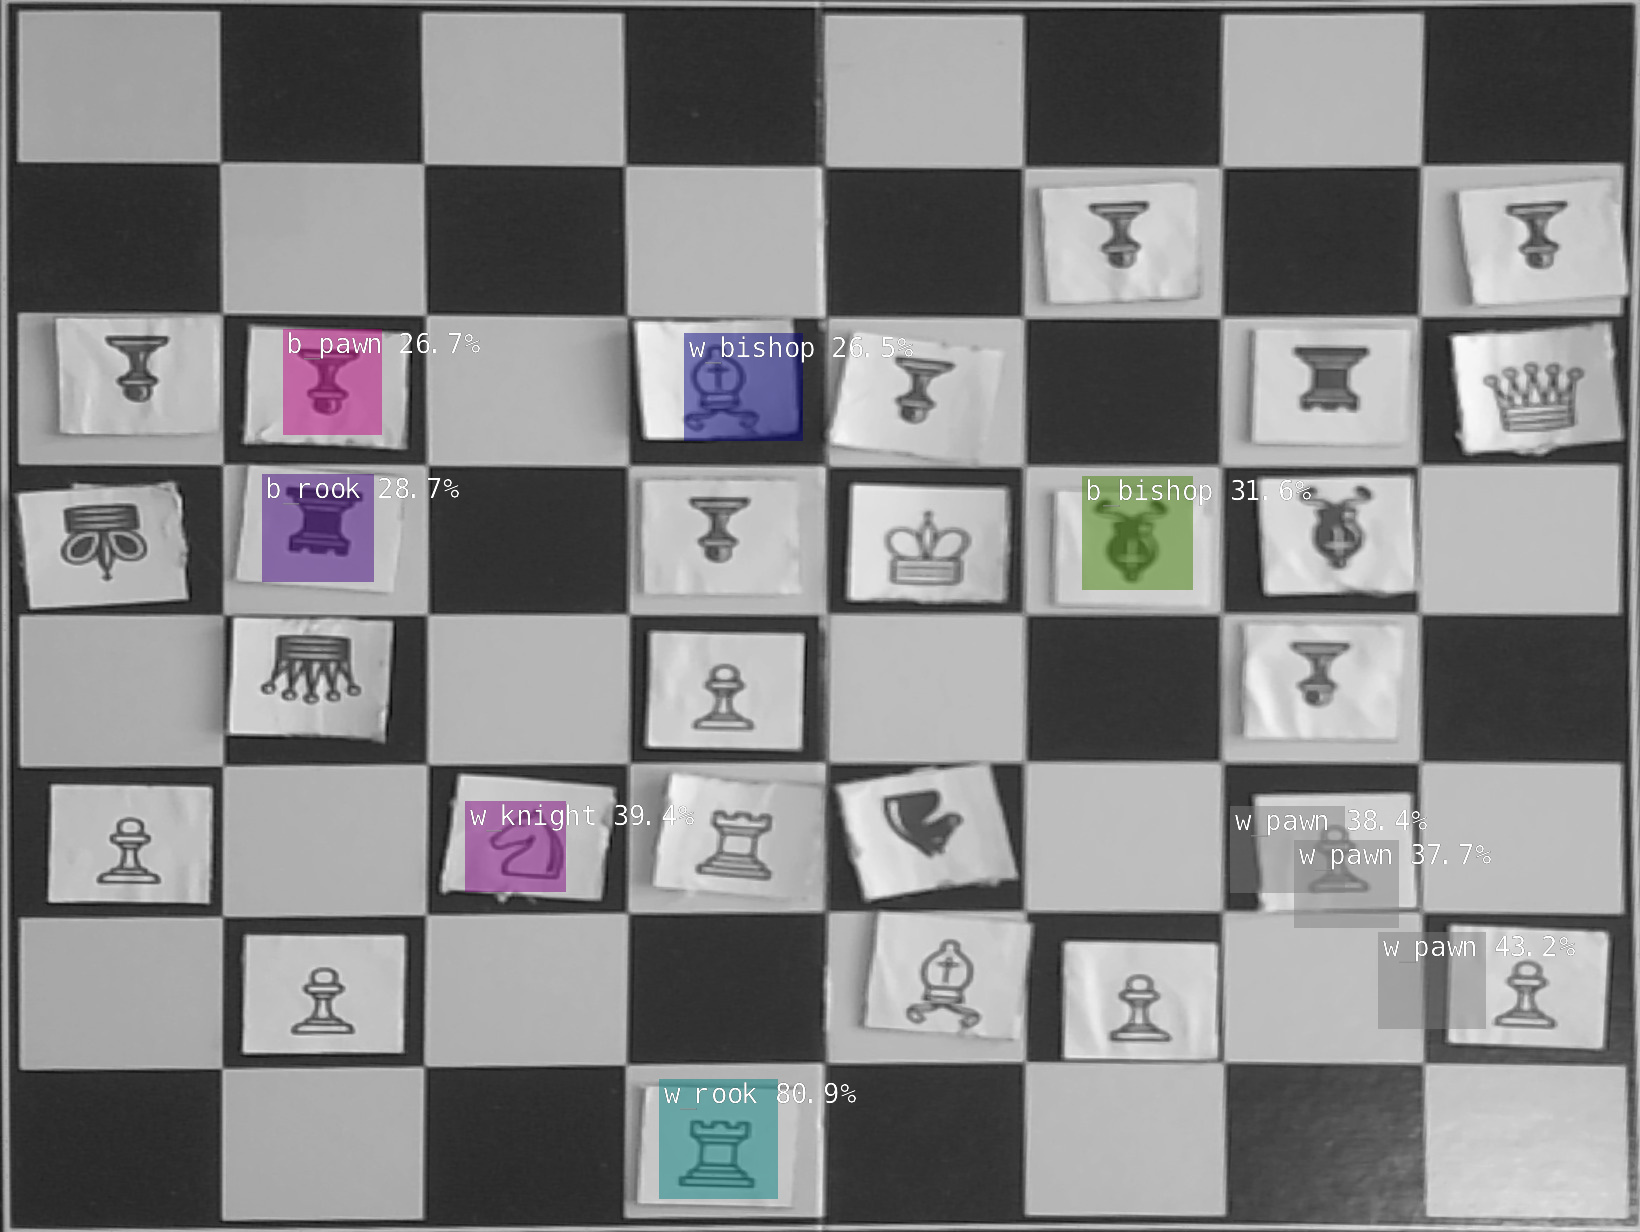 b_pawn 26.7%
w_bishop 26.5%
b_rook 28.7%
b_bishop 31.6%
w_knight 39.4%
w_pawn 38.4%
w_pawn 37.7%
w_pawn 43.2%
w_rook 80.9%